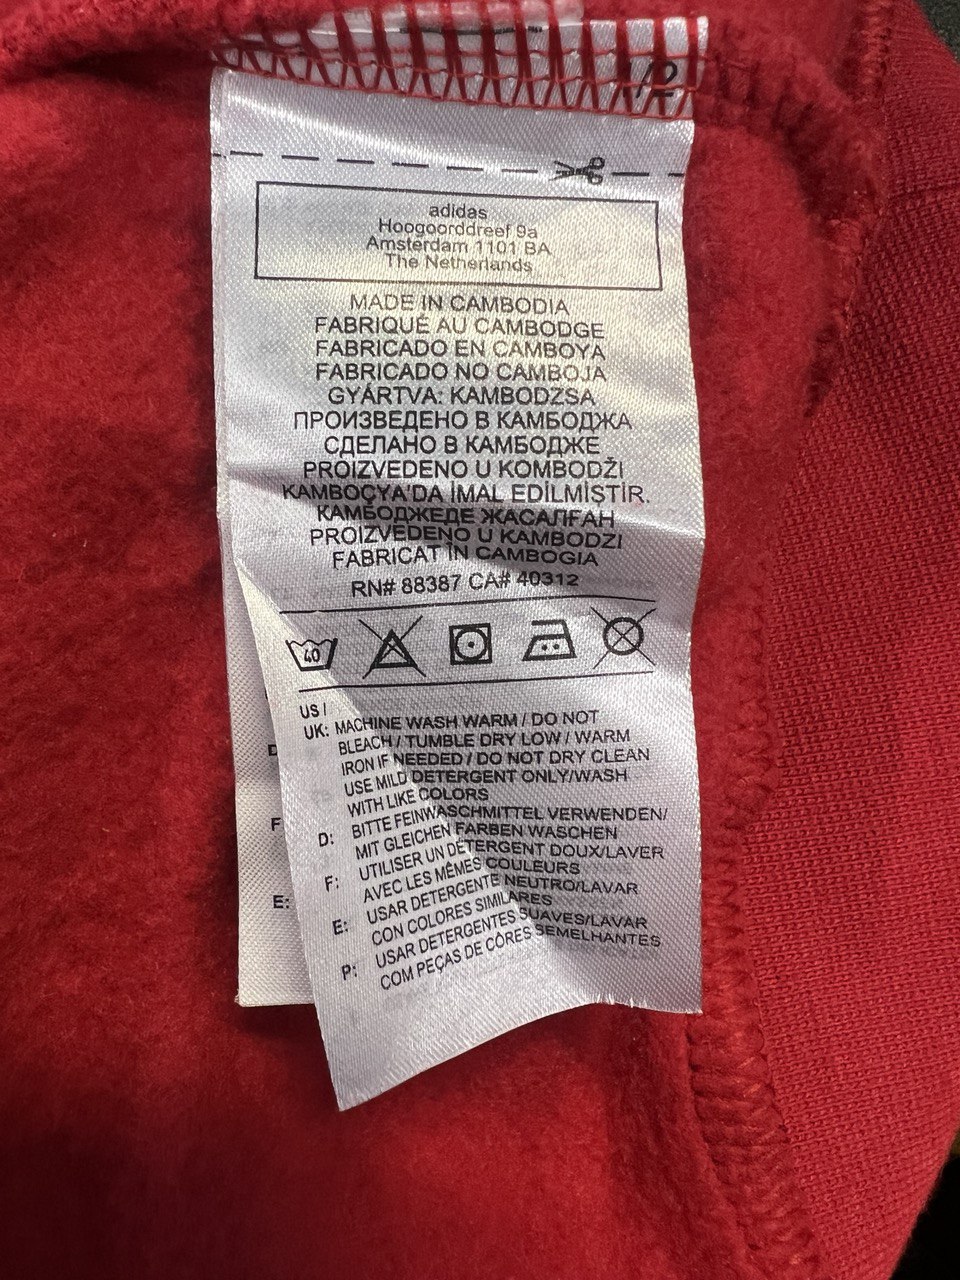 /2
adidas
Hoogoorddreef 9a
Amsterdam 1101 BA
The Netherlands
MADE IN CAMBODIA
FABRIQUÉ AU CAMBODGE
FABRICADO EN CAMBOYA
FABRICADO NO CAMBOJA
GYÁRTVA: KAMBODZSA
ПРОИЗВЕДЕНО В КАМБОДЖА
СДЕЛАНО В КАМБОДЖЕ
PROIZVEDENO U KOMBODŽI
KAMBOÇYA'DA İMAL EDİLMİŞTİR.
КАМБОДЖЕДЕ ЖАСАЛҒАН
PROIZVEDENO U KAMBODZI
FABRICAT ÎN CAMBOGIA
RN# 88387 CA# 40312
40
US /
UK: MACHINE WASH WARM / DO NOT
BLEACH / TUMBLE DRY LOW / WARM
IRON IF NEEDED / DO NOT DRY CLEAN
USE MILD DETERGENT ONLY/WASH
WITH LIKE COLORS
D: BITTE FEINWASCHMITTEL VERWENDEN/
MIT GLEICHEN FARBEN WASCHEN
F: UTILISER UN DÉTERGENT DOUX/LAVER
AVEC LES MÊMES COULEURS
E: USAR DETERGENTE NEUTRO/LAVAR
CON COLORES SIMILARES
P: USAR DETERGENTES SUAVES/LAVAR
COM PEÇAS DE CÔRES SEMELHANTES
D
F
E: